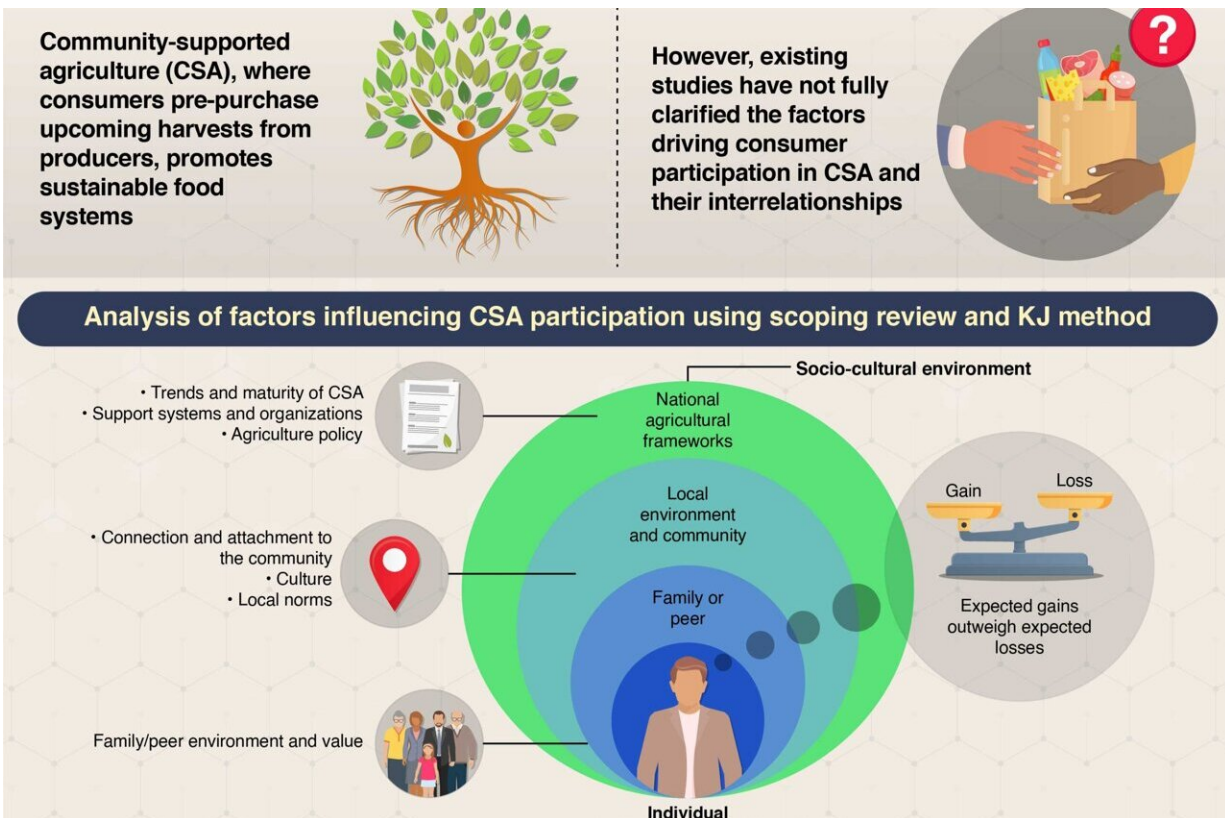 Community-supported
agriculture (CSA), where
consumers pre-purchase
upcoming harvests from
producers, promotes
sustainable food
systems
However, existing
studies have not fully
clarified the factors
driving consumer
participation in CSA and
their interrelationships
?
Analysis of factors influencing CSA participation using scoping review and KJ method
Socio-cultural environment
• Trends and maturity of CSA
• Support systems and organizations
• Agriculture policy
National
agricultural
frameworks
• Connection and attachment to
the community
• Culture
• Local norms
Local
environment
and community
Gain
Loss
Expected gains
outweigh expected
losses
Family or
peer
Family/peer environment and value
Individual